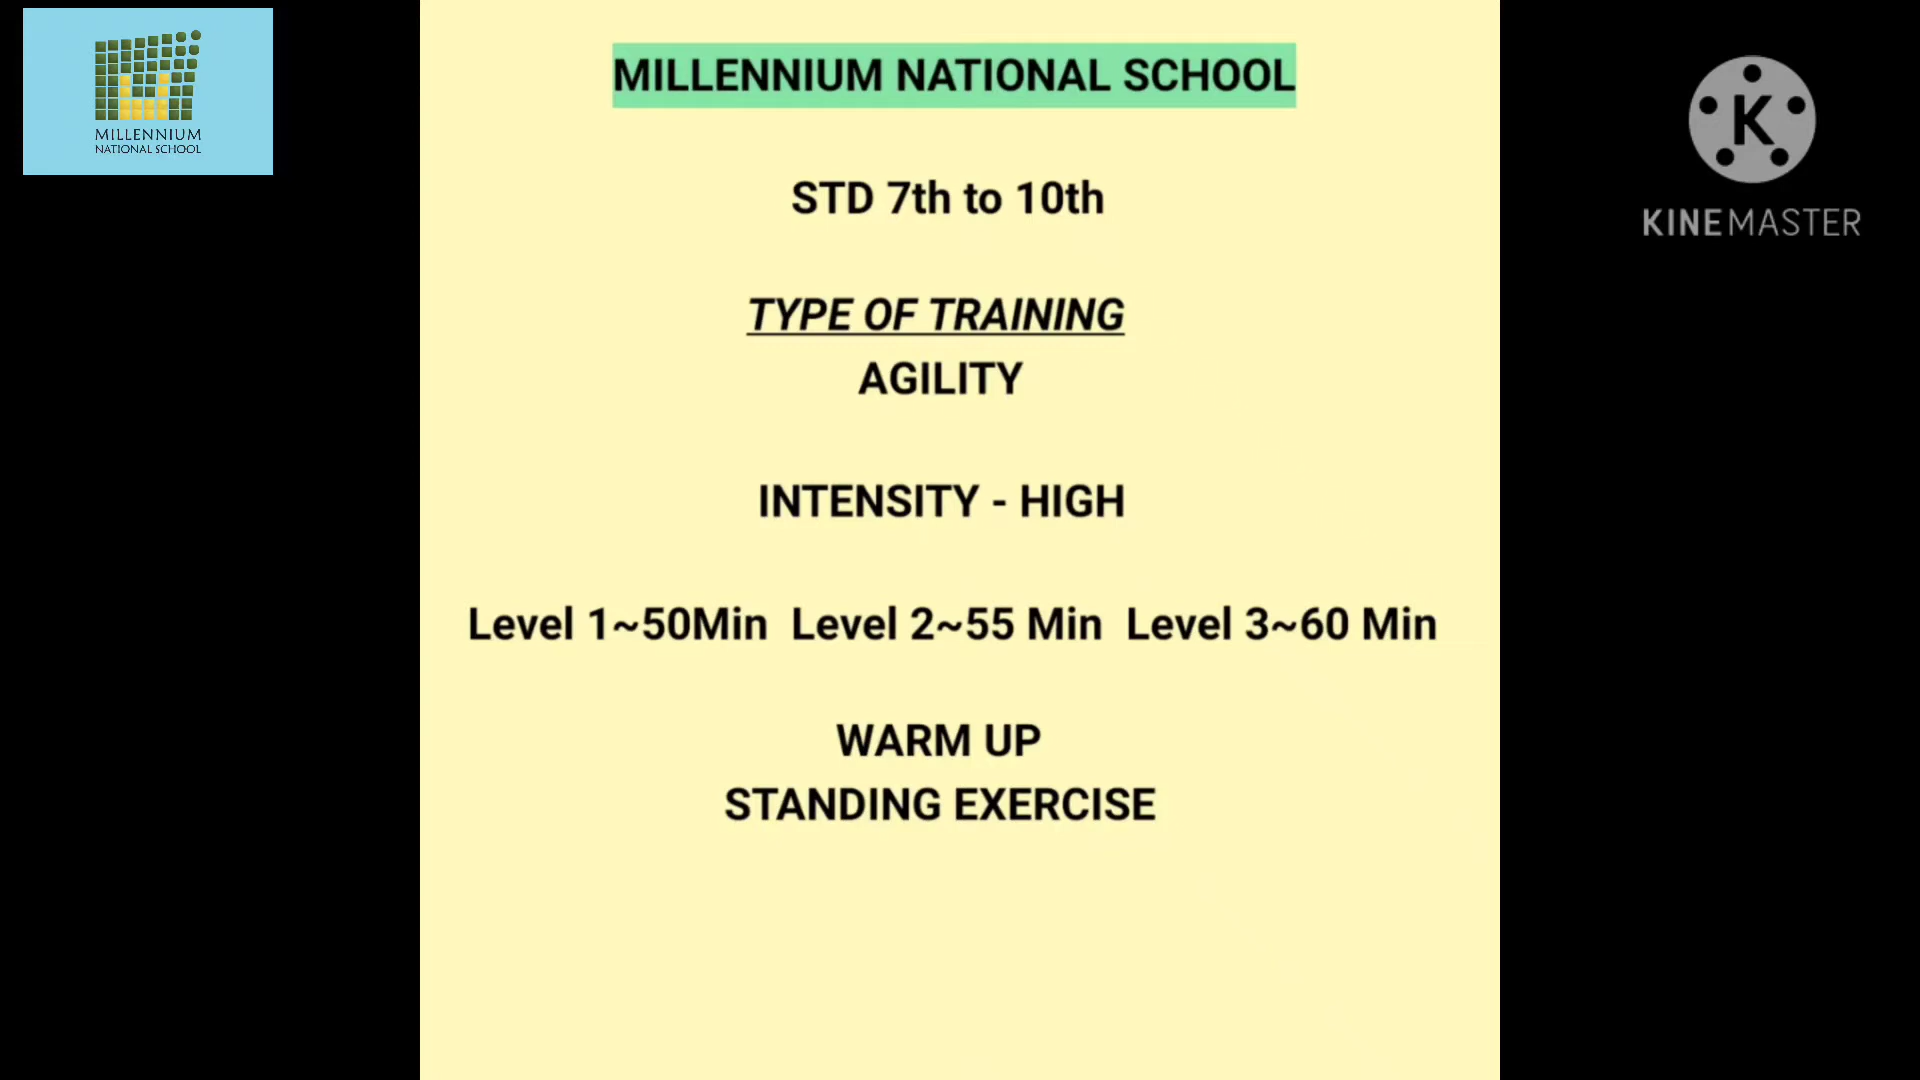 MILLENNIUM
NATIONAL SCHOOL
MILLENNIUM NATIONAL SCHOOL
K
KINEMASTER
STD 7th to 10th
TYPE OF TRAINING
AGILITY
INTENSITY - HIGH
Level 1~50Min Level 2~55 Min Level 3~60 Min
WARM UP
STANDING EXERCISE